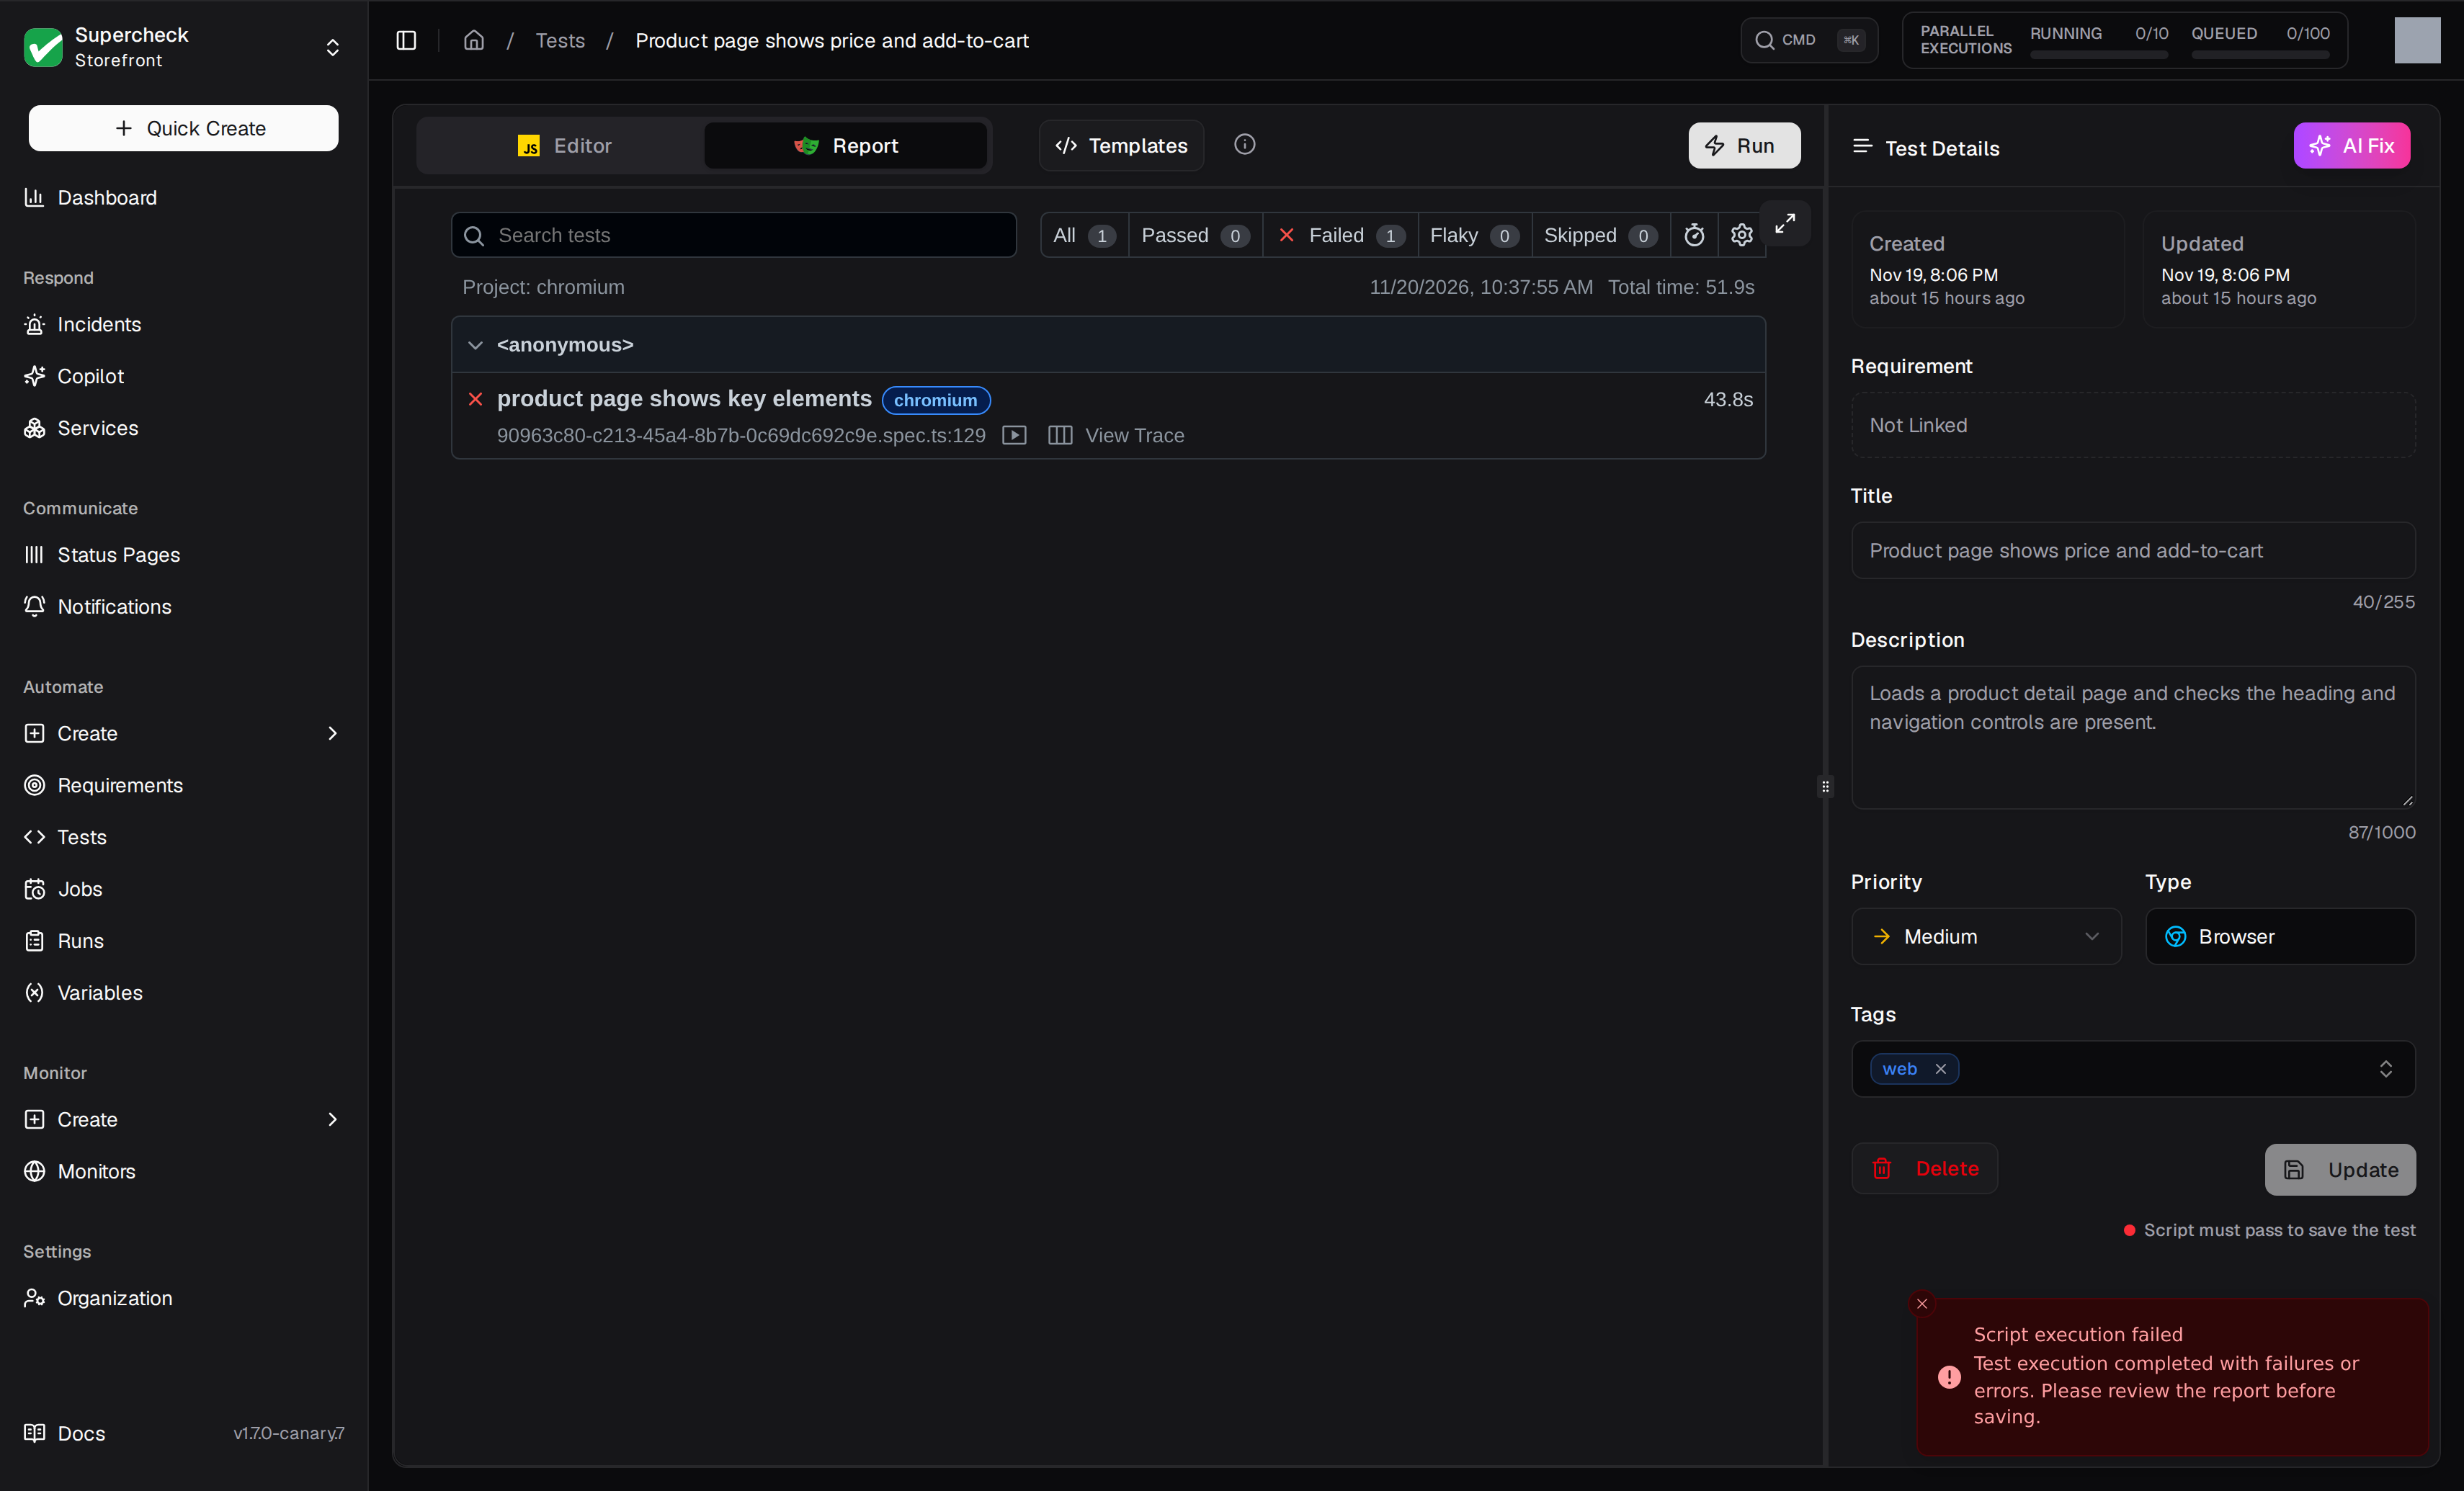 Supercheck
Storefront
Quick Create
Dashboard
Respond
Incidents
Copilot
Services
Communicate
Status Pages
Notifications
Automate
Create
Requirements
Tests
Jobs
Runs
Variables
Monitor
Create
Monitors
Settings
Organization
Docs v1.7.0-canary.7
/ Tests / Product page shows price and add-to-cart
CMD ⌘K
PARALLEL EXECUTIONS
RUNNING 0/10
QUEUED 0/100
JS Editor
Report
Templates
Run
Search tests
All 1 Passed 0 Failed 1 Flaky 0 Skipped 0
Project: chromium
11/20/2026, 10:37:55 AM Total time: 51.9s
<anonymous>
product page shows key elements chromium 43.8s
90963c80-c213-45a4-8b7b-0c69dc692c9e.spec.ts:129 View Trace
Test Details
AI Fix
Created
Nov 19, 8:06 PM
about 15 hours ago
Updated
Nov 19, 8:06 PM
about 15 hours ago
Requirement
Not Linked
Title
Product page shows price and add-to-cart
40/255
Description
Loads a product detail page and checks the heading and
navigation controls are present.
87/1000
Priority
Medium
Type
Browser
Tags
web
Delete
Update
Script must pass to save the test
Script execution failed
Test execution completed with failures or
errors. Please review the report before
saving.